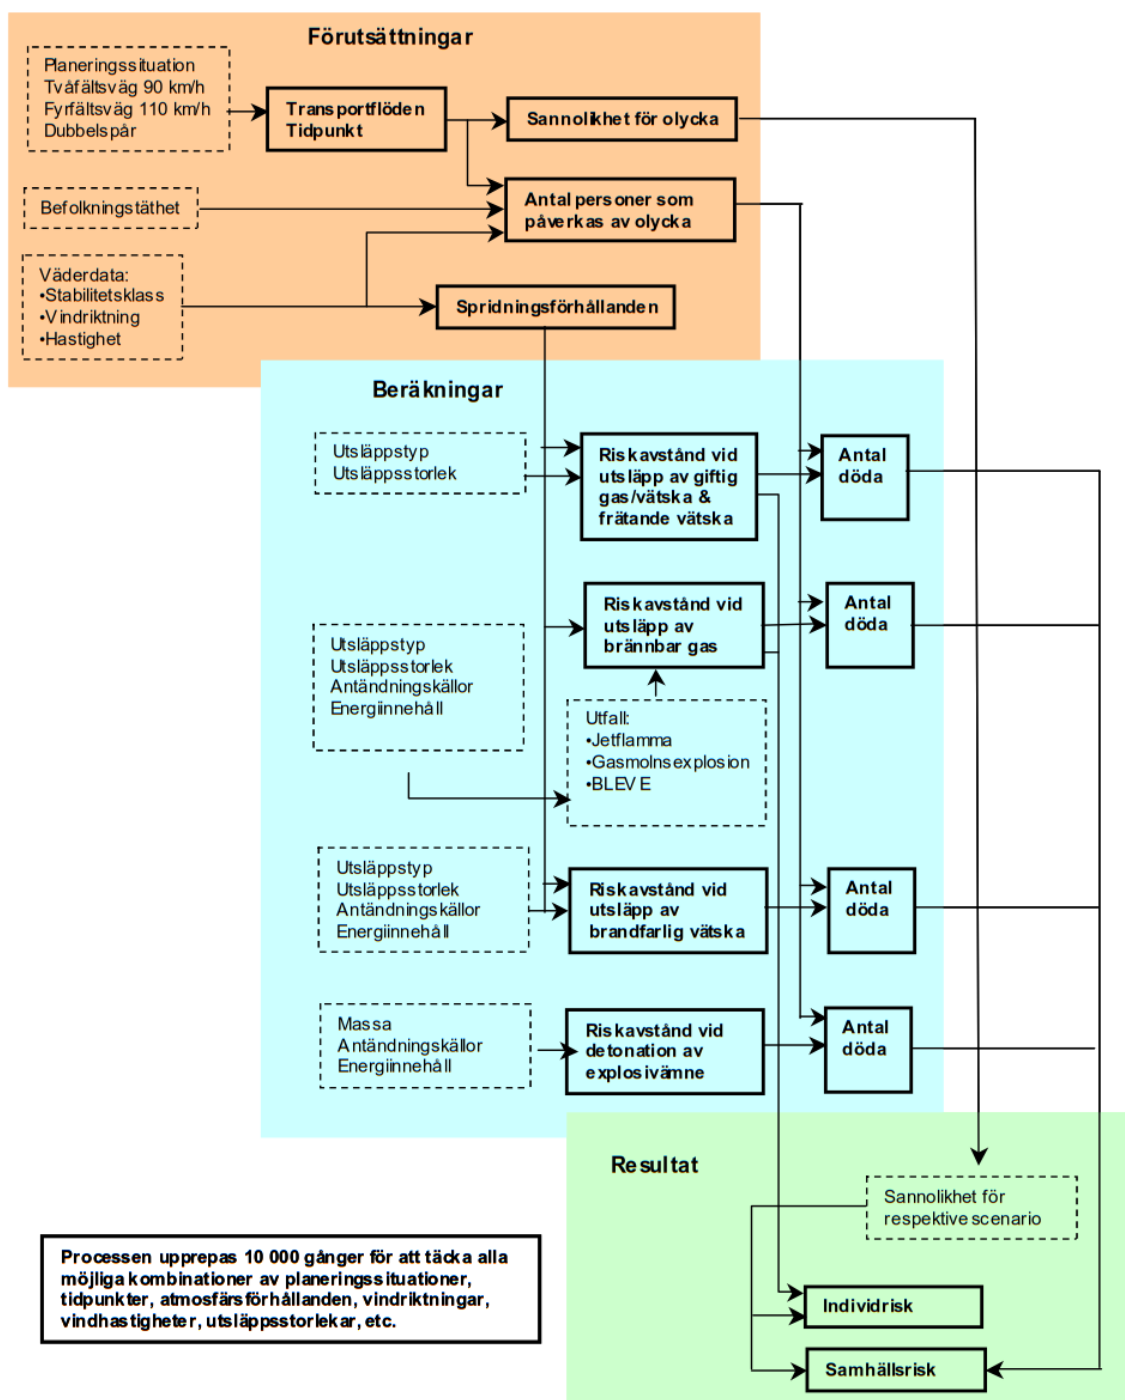 Förutsättningar
Planeringssituation
Tvåfältsväg 90 km/h
Fyrfältsväg 110 km/h
Dubbelspår
Transportflöden
Tidpunkt
Sannolikhet för olycka
Befolkningstäthet
Antal personer som
påverkas av olycka
Väderdata:
•Stabilitetsklass
•Vindriktning
•Hastighet
Spridningsförhållanden
Beräkningar
Utsläppstyp
Utsläppsstorlek
Riskavstånd vid
utsläpp av giftig
gas/vätska &
frätande vätska
Antal
döda
Utsläppstyp
Utsläppsstorlek
Antändningskällor
Energiinnehåll
Riskavstånd vid
utsläpp av
brännbar gas
Antal
döda
Utfall:
•Jetflamma
•Gasmolnsexplosion
•BLEVE
Utsläppstyp
Utsläppsstorlek
Antändningskällor
Energiinnehåll
Riskavstånd vid
utsläpp av
brandfarlig vätska
Antal
döda
Massa
Antändningskällor
Energiinnehåll
Riskavstånd vid
detonation av
explosivämne
Antal
döda
Resultat
Sannolikhet för
respektive scenario
Processen upprepas 10 000 gånger för att täcka alla
möjliga kombinationer av planeringssituationer,
tidpunkter, atmosfärsförhållanden, vindriktningar,
vindhastigheter, utsläppsstorlekar, etc.
Individrisk
Samhällsrisk